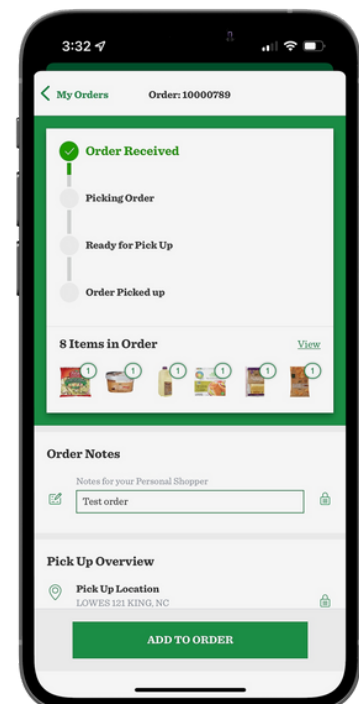 3:32
My Orders
Order: 10000789
Order Received
Picking Order
Ready for Pick Up
Order Picked up
8 Items in Order
View
1
1
1
1
1
1
Order Notes
Notes for your Personal Shopper
Test order
Pick Up Overview
Pick Up Location
LOWES 121 KING, NC
ADD TO ORDER